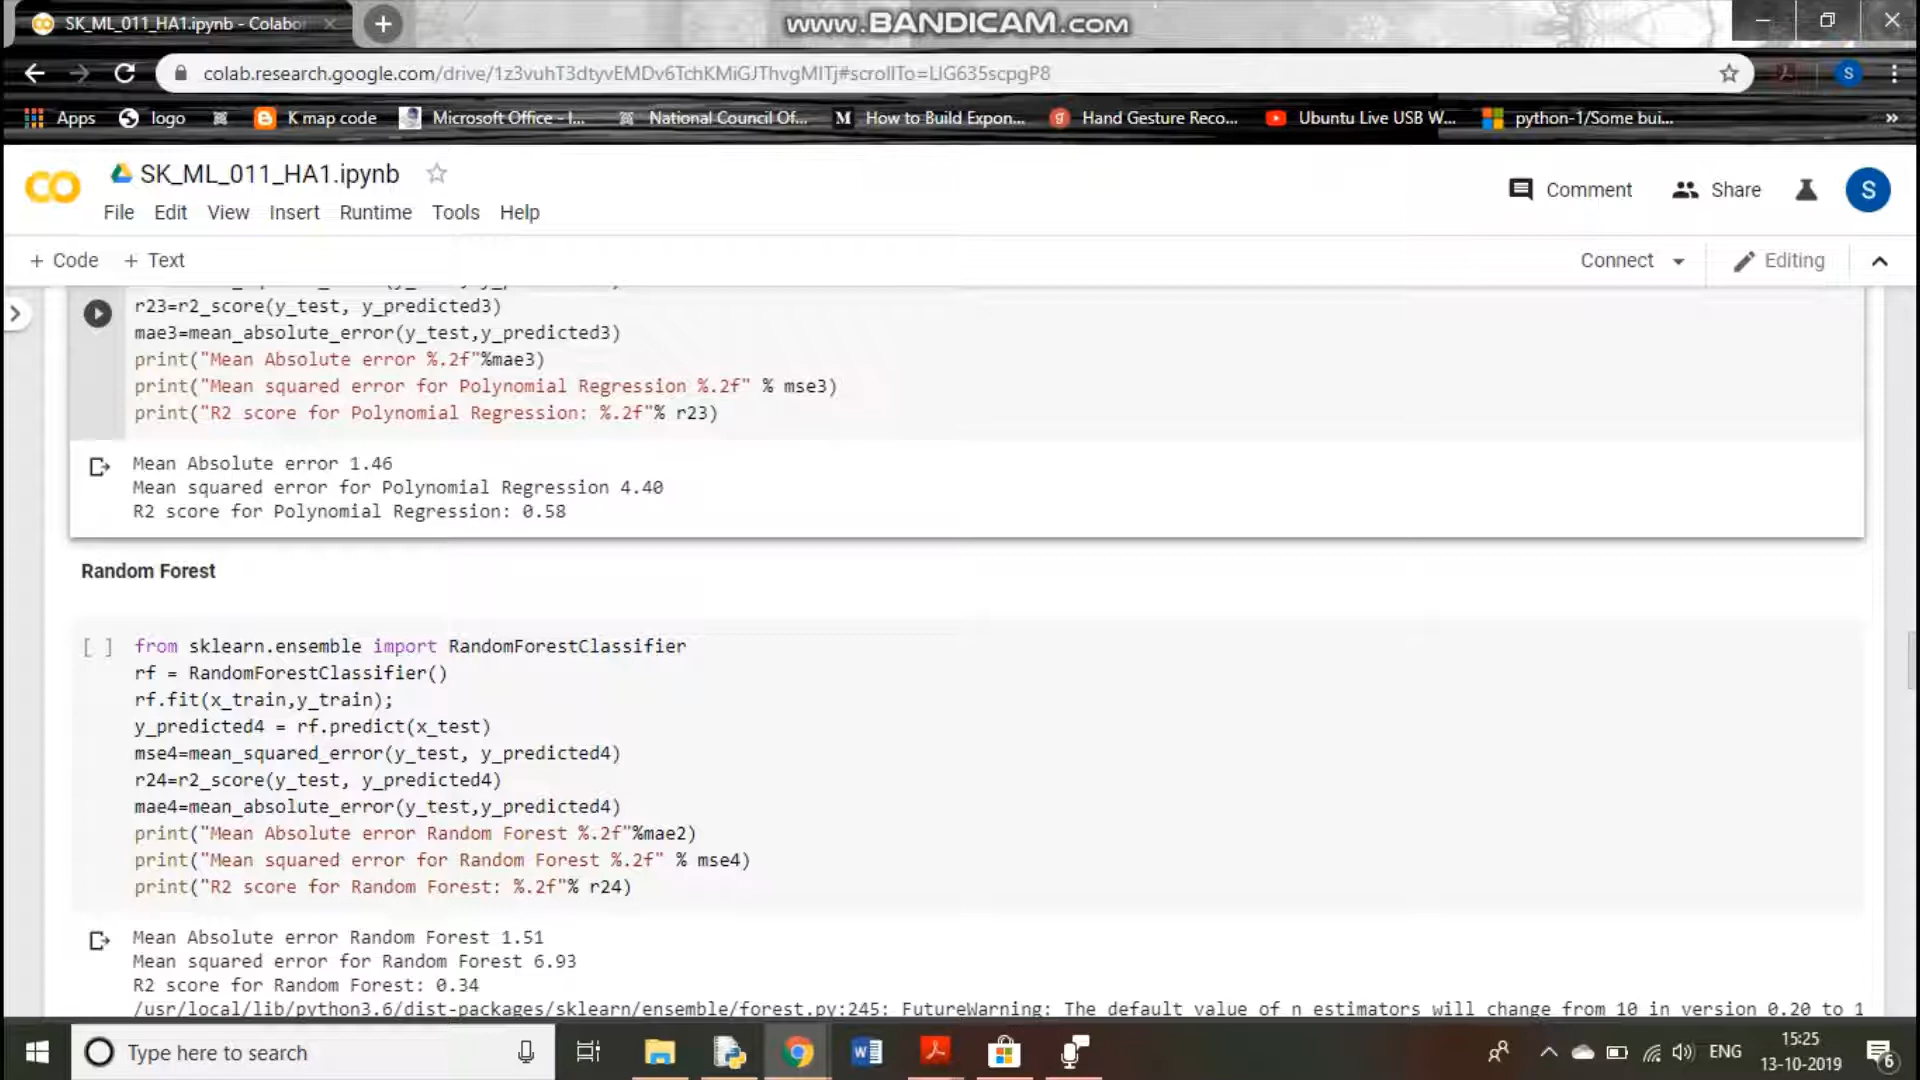 SK_ML_011_HA1.ipynb - Colabo
www.BANDICAM.com
colab.research.google.com/drive/1z3vuhT3dtyvEMDv6TchKMiGJThvgMITj#scrollTo=LlG635scpgP8
Apps
logo
K map code
Microsoft Office - I...
National Council Of...
How to Build Expon...
Hand Gesture Reco...
Ubuntu Live USB W...
python-1/Some bui...
»
SK_ML_011_HA1.ipynb
Comment
Share
S
File Edit View Insert Runtime Tools Help
+ Code + Text
Connect
Editing
r23=r2_score(y_test, y_predicted3)
mae3=mean_absolute_error(y_test,y_predicted3)
print("Mean Absolute error %.2f"%mae3)
print("Mean squared error for Polynomial Regression %.2f" % mse3)
print("R2 score for Polynomial Regression: %.2f"% r23)
Mean Absolute error 1.46
Mean squared error for Polynomial Regression 4.40
R2 score for Polynomial Regression: 0.58
Random Forest
[ ] from sklearn.ensemble import RandomForestClassifier
rf = RandomForestClassifier()
rf.fit(x_train,y_train);
y_predicted4 = rf.predict(x_test)
mse4=mean_squared_error(y_test, y_predicted4)
r24=r2_score(y_test, y_predicted4)
mae4=mean_absolute_error(y_test,y_predicted4)
print("Mean Absolute error Random Forest %.2f"%mae2)
print("Mean squared error for Random Forest %.2f" % mse4)
print("R2 score for Random Forest: %.2f"% r24)
Mean Absolute error Random Forest 1.51
Mean squared error for Random Forest 6.93
R2 score for Random Forest: 0.34
/usr/local/lib/python3.6/dist-packages/sklearn/ensemble/forest.py:245: FutureWarning: The default value of n_estimators will change from 10 in version 0.20 to 1
Type here to search
ENG
15:25
13-10-2019
6